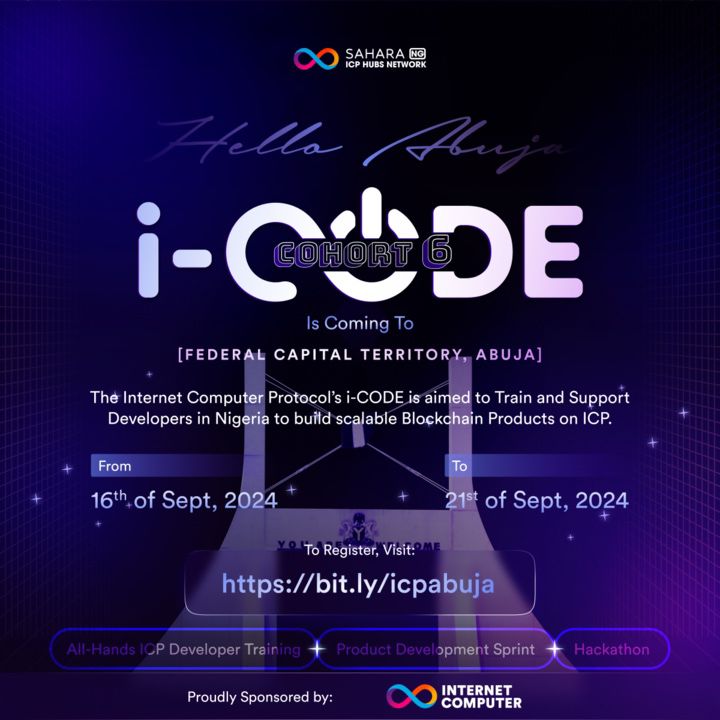 SAHARA NG
ICP HUBS NETWORK
Hello Abuja
i-CODE
COHORT 6
Is Coming To
[FEDERAL CAPITAL TERRITORY, ABUJA]
The Internet Computer Protocol's i-CODE is aimed to Train and Support
Developers in Nigeria to build scalable Blockchain Products on ICP.
From
To
16th of Sept, 2024
21st of Sept, 2024
YOU ARE WELCOME
To Register, Visit:
https://bit.ly/icpabuja
All-Hands ICP Developer Training
Product Development Sprint
Hackathon
Proudly Sponsored by:
INTERNET
COMPUTER